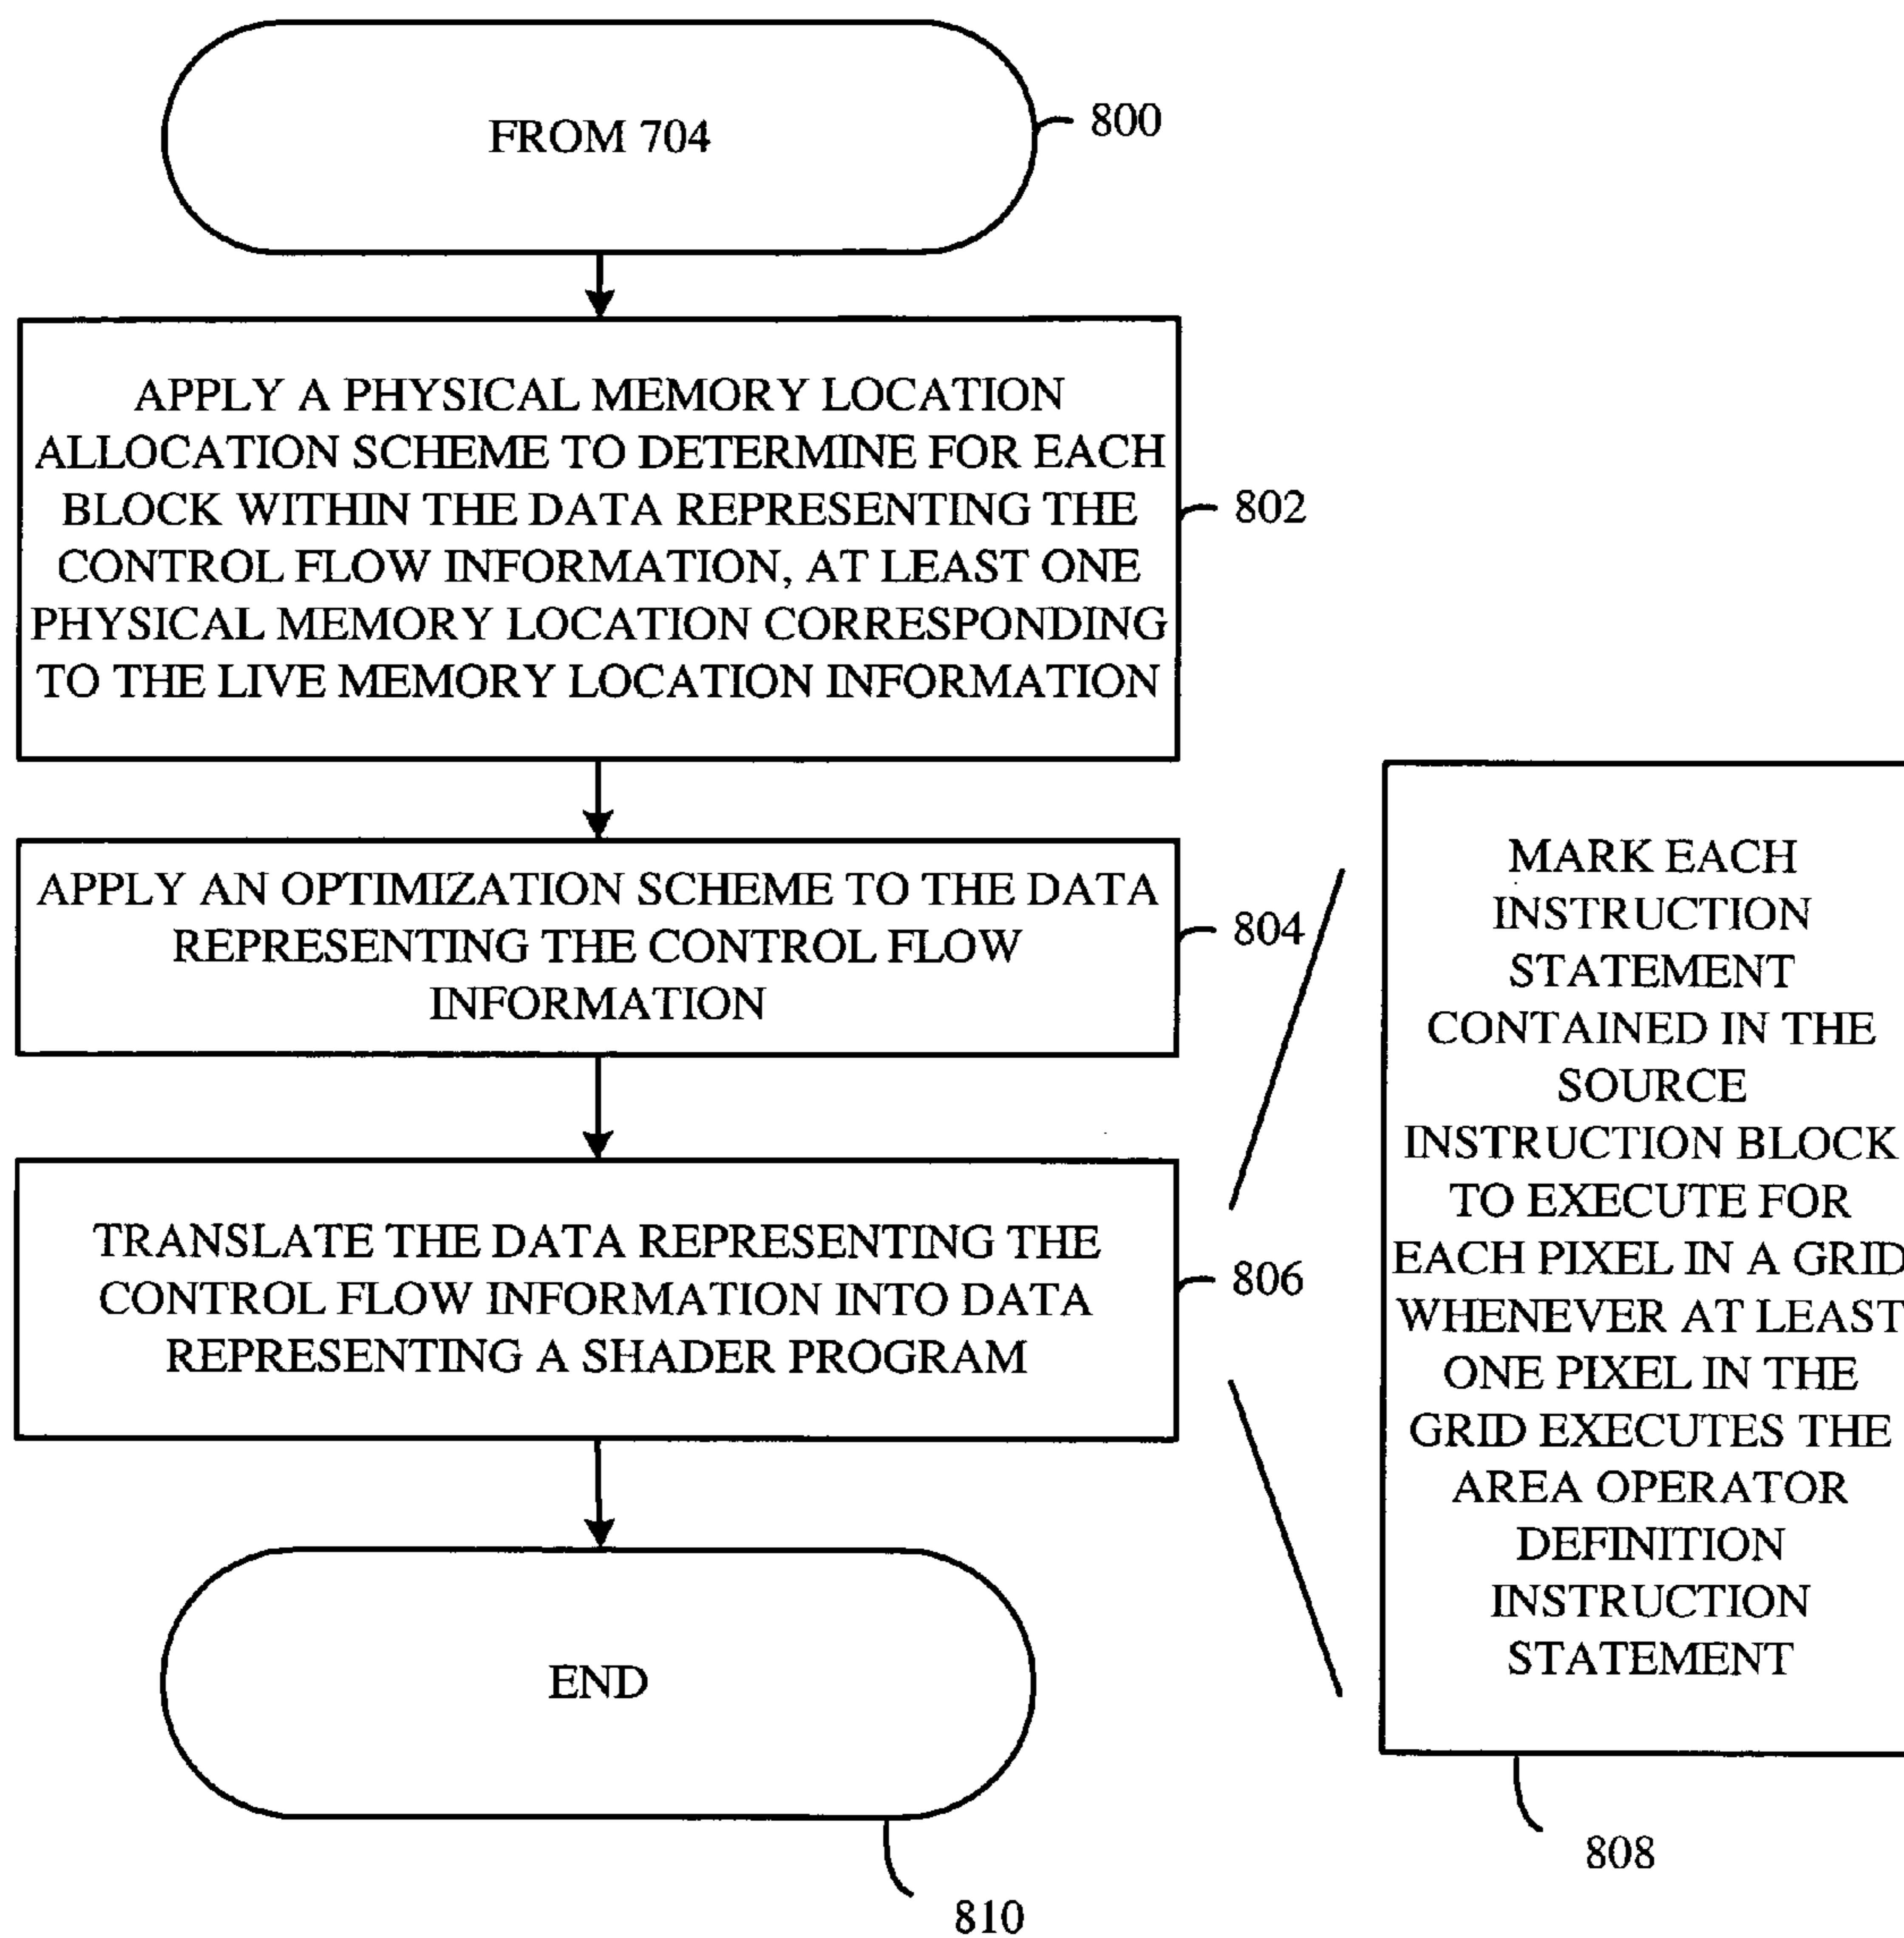 FROM 704
800
APPLY A PHYSICAL MEMORY LOCATION
ALLOCATION SCHEME TO DETERMINE FOR EACH
BLOCK WITHIN THE DATA REPRESENTING THE
CONTROL FLOW INFORMATION, AT LEAST ONE
PHYSICAL MEMORY LOCATION CORRESPONDING
TO THE LIVE MEMORY LOCATION INFORMATION
802
APPLY AN OPTIMIZATION SCHEME TO THE DATA
REPRESENTING THE CONTROL FLOW
INFORMATION
804
TRANSLATE THE DATA REPRESENTING THE
CONTROL FLOW INFORMATION INTO DATA
REPRESENTING A SHADER PROGRAM
806
MARK EACH
INSTRUCTION
STATEMENT
CONTAINED IN THE
SOURCE
INSTRUCTION BLOCK
TO EXECUTE FOR
EACH PIXEL IN A GRID
WHENEVER AT LEAST
ONE PIXEL IN THE
GRID EXECUTES THE
AREA OPERATOR
DEFINITION
INSTRUCTION
STATEMENT
808
END
810